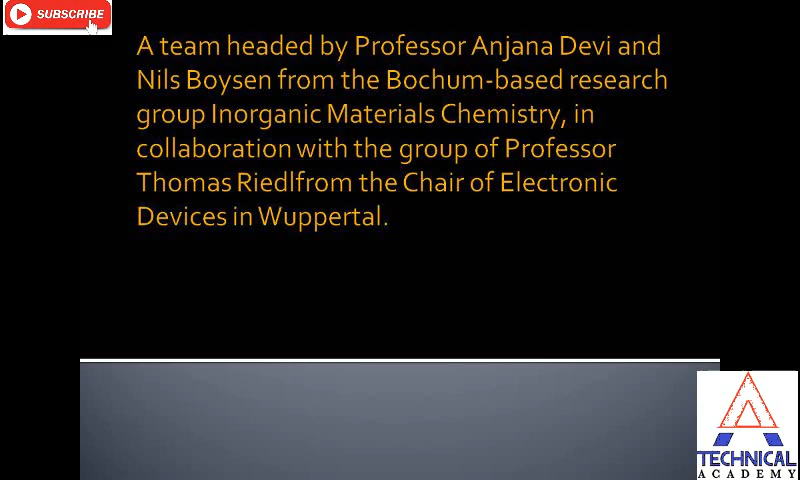 SUBSCRIBE
A team headed by Professor Anjana Devi and
Nils Boysen from the Bochum-based research
group Inorganic Materials Chemistry, in
collaboration with the group of Professor
Thomas Riedlfrom the Chair of Electronic
Devices in Wuppertal.
TECHNICAL
ACADEMY